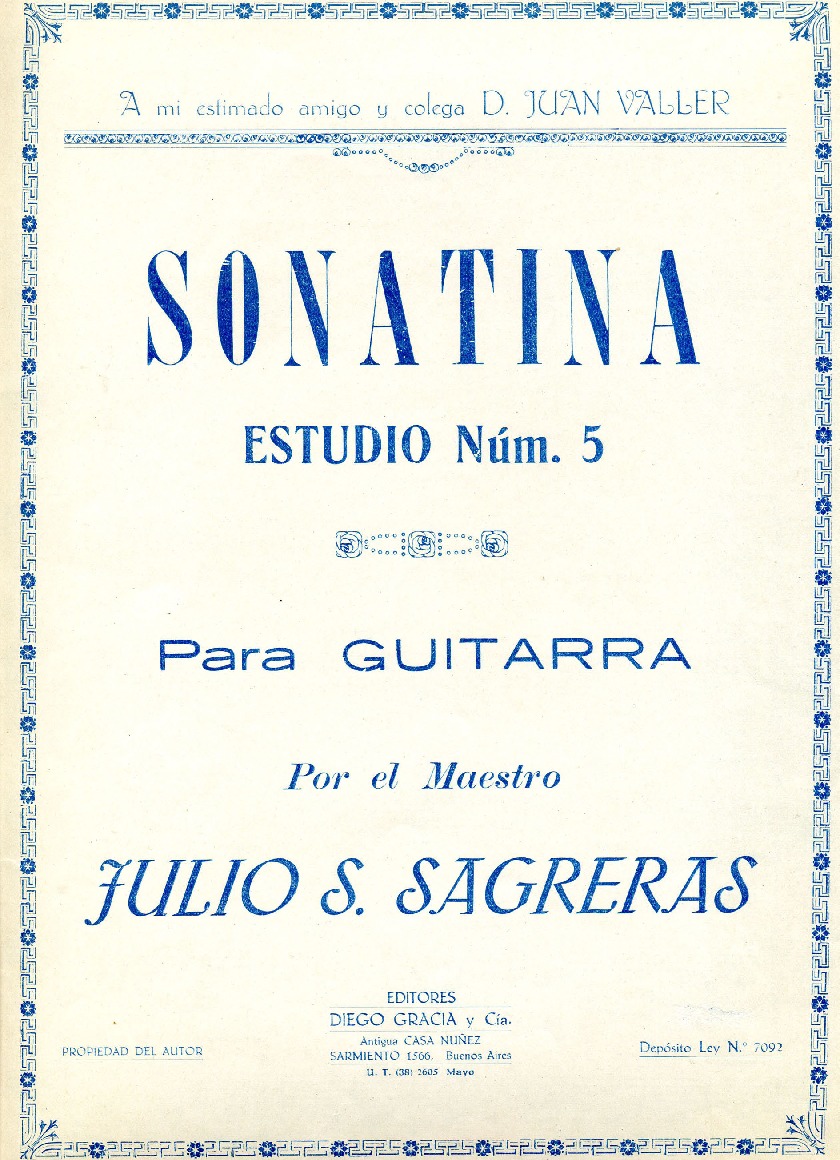 A mi estimado amigo y colega D. JUAN VALLER
SONATINA
ESTUDIO Núm. 5
Para GUITARRA
Por el Maestro
JULIO S. SAGRERAS
EDITORES
DIEGO GRACIA y Cía.
Antigua CASA NUÑEZ
SARMIENTO 1566. Buenos Aires
U. T. (38) 2605 Mayo
PROPIEDAD DEL AUTOR
Depósito Ley N.º 7092